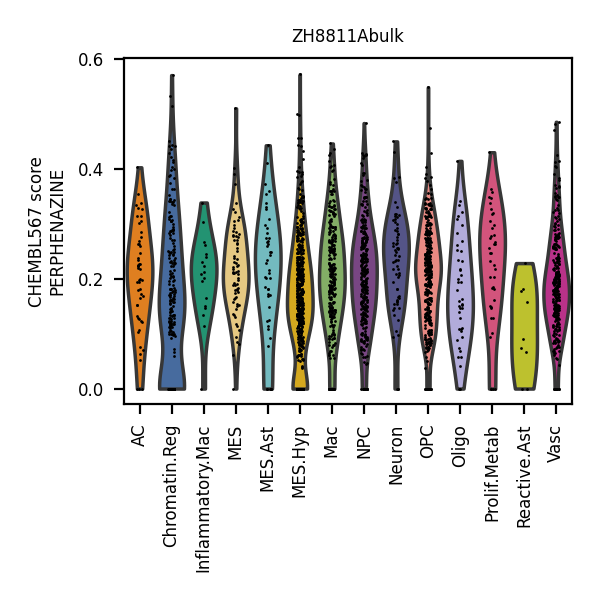 ZH8811Abulk
CHEMBL567 score
PERPHENAZINE
0.6
0.4
0.2
0.0
AC
Chromatin.Reg
Inflammatory.Mac
MES
MES.Ast
MES.Hyp
Mac
NPC
Neuron
OPC
Oligo
Prolif.Metab
Reactive.Ast
Vasc